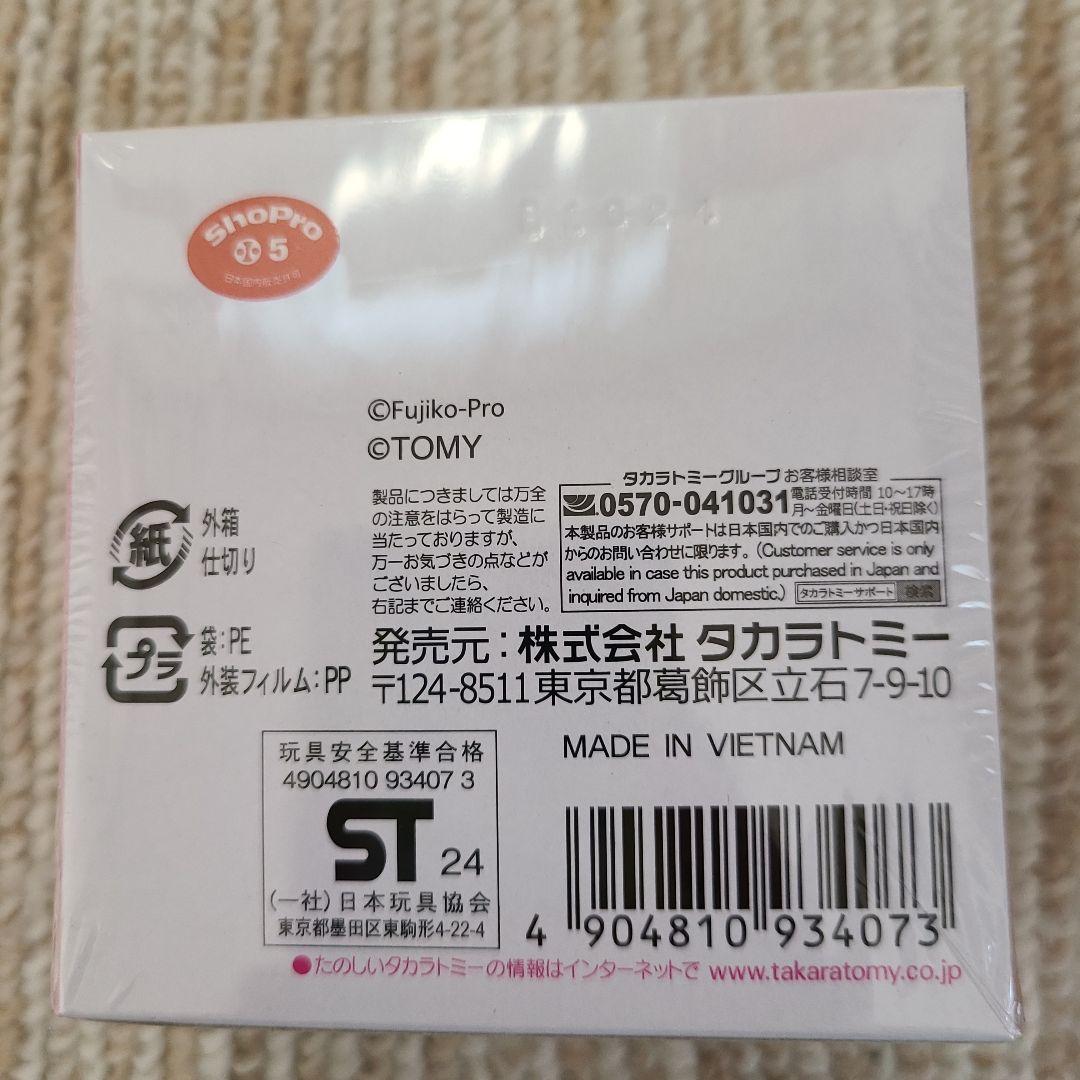 ShoPro
小5
日本国内販売許可
©Fujiko-Pro
©TOMY
紙
外箱
仕切り
プラ
袋:PE
外装フィルム:PP
製品につきましては万全
の注意をはらって製造に
当たっておりますが、
万一お気づきの点などが
ございましたら、
右記までご連絡ください。
タカラトミーグループ お客様相談室
0570-041031
電話受付時間 10〜17時
月〜金曜日(土日・祝日除く)
本製品のお客様サポートは日本国内でのご購入かつ日本国内
からのお問い合わせに限ります。(Customer service is only
available in case this product purchased in Japan and
inquired from Japan domestic.) タカラトミーサポート 検索
発売元:株式会社 タカラトミー
〒124-8511東京都葛飾区立石7-9-10
玩具安全基準合格
4904810 93407 3
ST 24
(一社)日本玩具協会
東京都墨田区東駒形4-22-4
MADE IN VIETNAM
4 904810 934073
●たのしいタカラトミーの情報はインターネットで www.takaratomy.co.jp